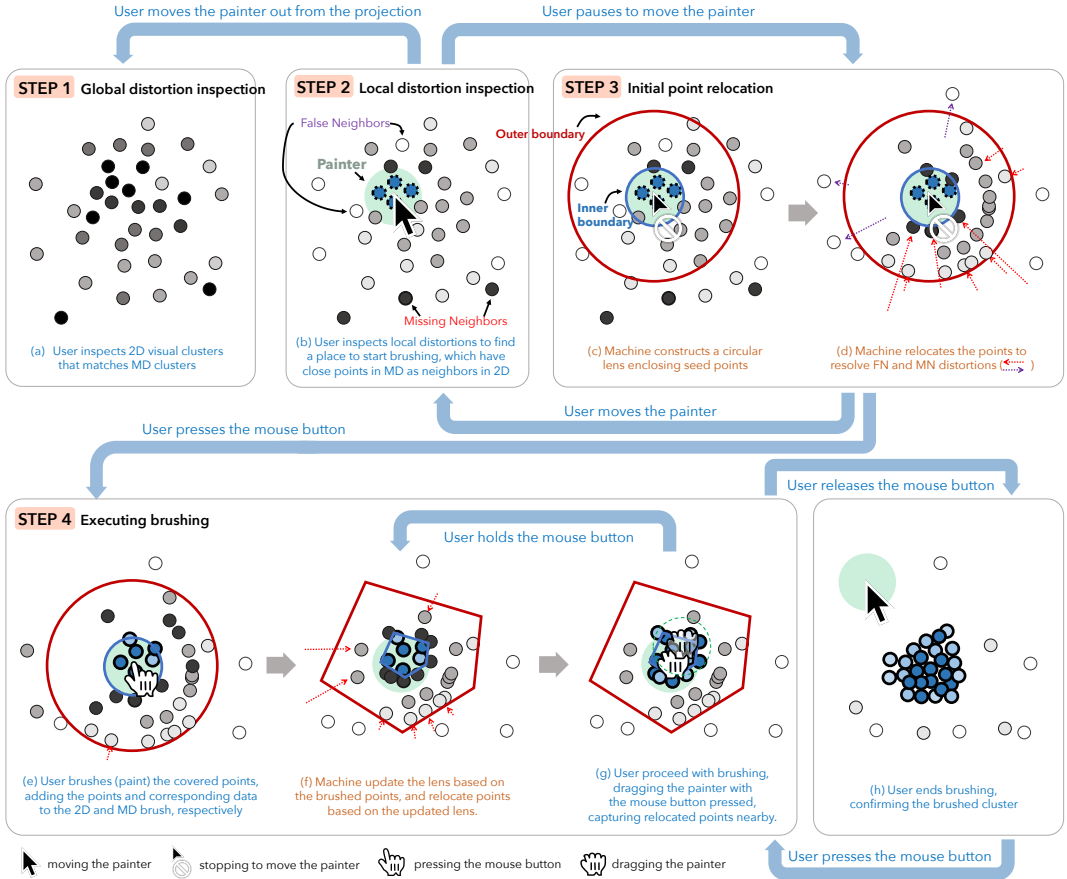 User moves the painter out from the projection
User pauses to move the painter
STEP 1 Global distortion inspection
(a) User inspects 2D visual clusters
that matches MD clusters
STEP 2 Local distortion inspection
False Neighbors
Painter
Missing Neighbors
(b) User inspects local distortions to find
a place to start brushing, which have
close points in MD as neighbors in 2D
STEP 3 Initial point relocation
Outer boundary
Inner
boundary
(c) Machine constructs a circular
lens enclosing seed points
(d) Machine relocates the points to
resolve FN and MN distortions ( )
User moves the painter
User presses the mouse button
User releases the mouse button
STEP 4 Executing brushing
User holds the mouse button
(e) User brushes (paint) the covered points,
adding the points and corresponding data
to the 2D and MD brush, respectively
(f) Machine update the lens based on
the brushed points, and relocate points
based on the updated lens.
(g) User proceed with brushing,
dragging the painter with
the mouse button pressed,
capturing relocated points nearby.
(h) User ends brushing,
confirming the brushed cluster
User presses the mouse button
moving the painter
stopping to move the painter
pressing the mouse button
dragging the painter